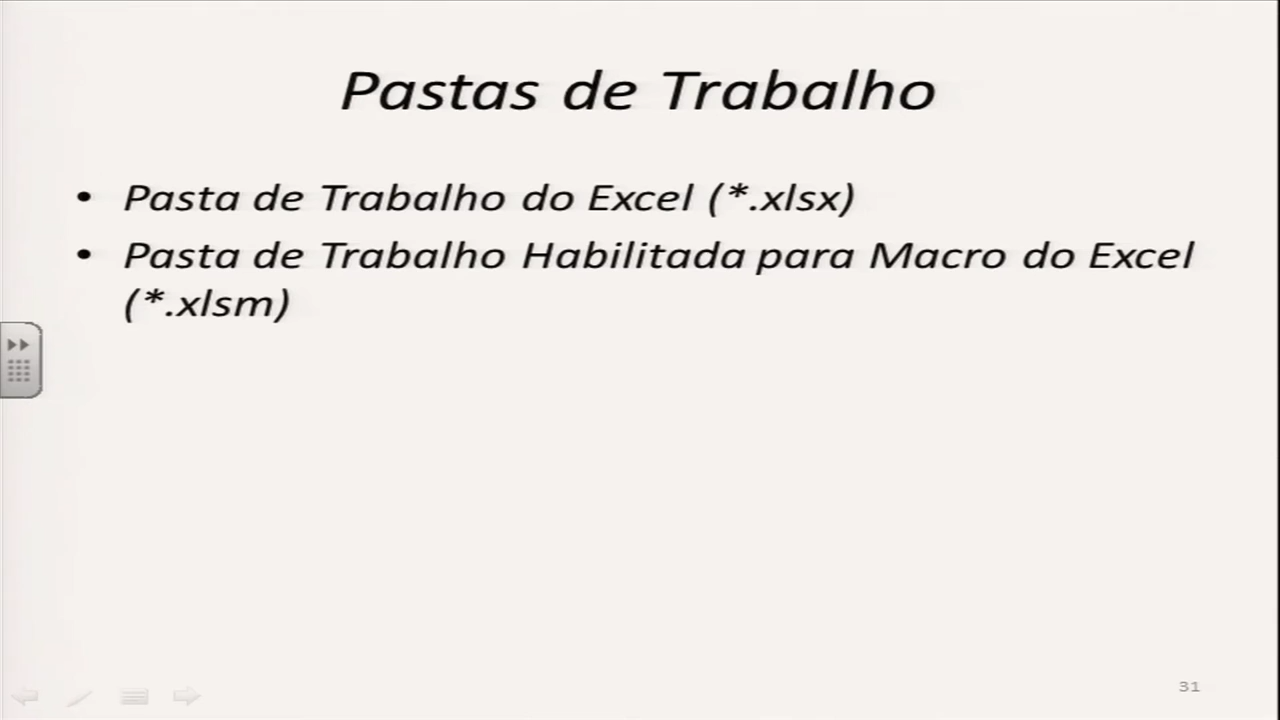 Pastas de Trabalho
• Pasta de Trabalho do Excel (*.xlsx)
• Pasta de Trabalho Habilitada para Macro do Excel
(*.xlsm)
31